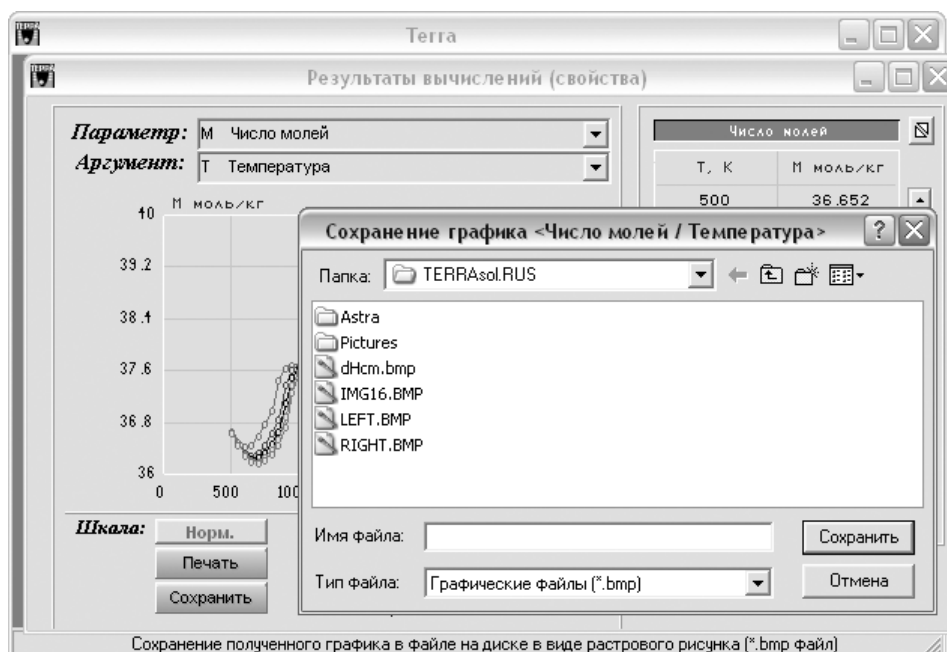 Terra
Результаты вычислений (свойства)
Параметр: M Число молей
Аргумент: T Температура
Число молей
T, К M моль/кг
500 36.652
M моль/кг
40
39.2
38.4
37.6
36.8
36
0 500 100
Сохранение графика <Число молей / Температура>
Папка: TERRAsol.RUS
Astra
Pictures
dHcm.bmp
IMG16.BMP
LEFT.BMP
RIGHT.BMP
Имя файла: Сохранить
Тип файла: Графические файлы (*.bmp) Отмена
Шкала: Норм.
Печать
Сохранить
Сохранение полученного графика в файле на диске в виде растрового рисунка (*.bmp файл)